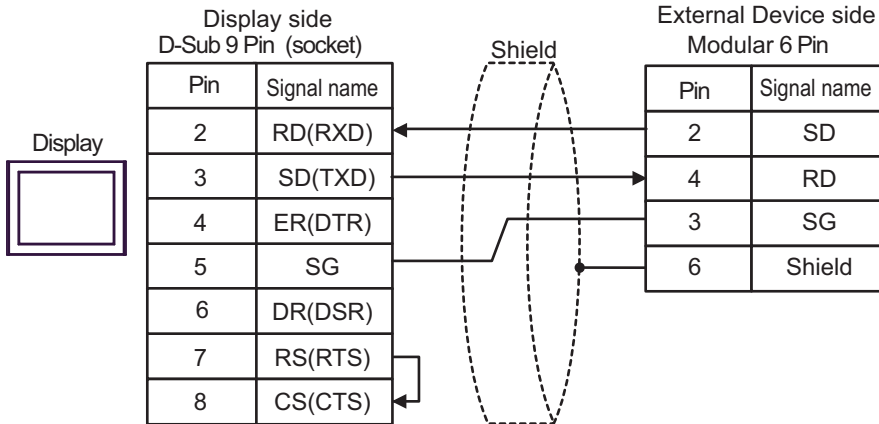 Display side
D-Sub 9 Pin (socket)
Shield
External Device side
Modular 6 Pin
Display
Pin Signal name
2 RD(RXD)
3 SD(TXD)
4 ER(DTR)
5 SG
6 DR(DSR)
7 RS(RTS)
8 CS(CTS)
Pin Signal name
2 SD
4 RD
3 SG
6 Shield